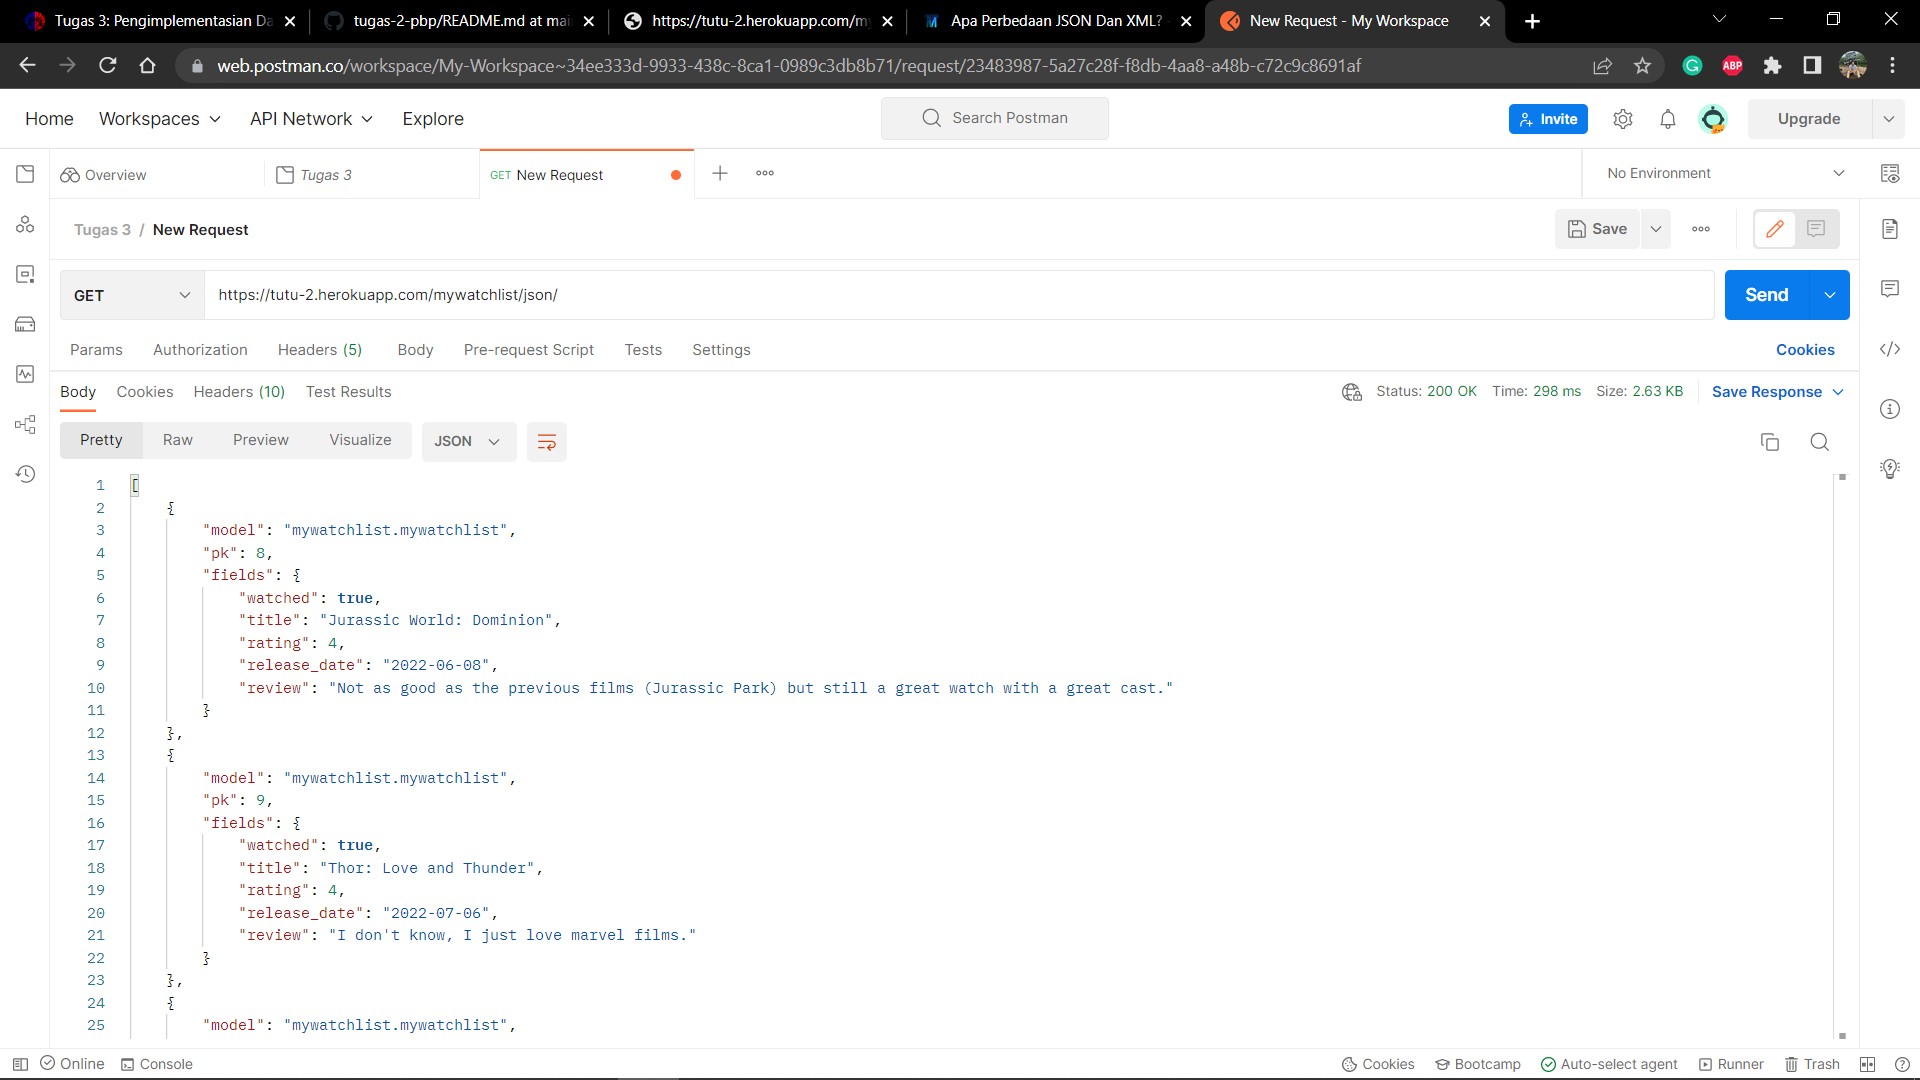 Tugas 3: Pengimplementasian Da
tugas-2-pbp/README.md at mai
https://tutu-2.herokuapp.com/my
Apa Perbedaan JSON Dan XML?
New Request - My Workspace
web.postman.co/workspace/My-Workspace~34ee333d-9933-438c-8ca1-0989c3db8b71/request/23483987-5a27c28f-f8db-4aa8-a48b-c72c9c8691af
ABP
Home Workspaces API Network Explore Search Postman Invite Upgrade
Overview Tugas 3 GET New Request No Environment
Tugas 3 / New Request Save
GET https://tutu-2.herokuapp.com/mywatchlist/json/ Send
Params Authorization Headers (5) Body Pre-request Script Tests Settings Cookies
Body Cookies Headers (10) Test Results Status: 200 OK Time: 298 ms Size: 2.63 KB Save Response
Pretty Raw Preview Visualize JSON
1 [
2 {
3 "model": "mywatchlist.mywatchlist",
4 "pk": 8,
5 "fields": {
6 "watched": true,
7 "title": "Jurassic World: Dominion",
8 "rating": 4,
9 "release_date": "2022-06-08",
10 "review": "Not as good as the previous films (Jurassic Park) but still a great watch with a great cast."
11 }
12 },
13 {
14 "model": "mywatchlist.mywatchlist",
15 "pk": 9,
16 "fields": {
17 "watched": true,
18 "title": "Thor: Love and Thunder",
19 "rating": 4,
20 "release_date": "2022-07-06",
21 "review": "I don't know, I just love marvel films."
22 }
23 },
24 {
25 "model": "mywatchlist.mywatchlist",
Online Console Cookies Bootcamp Auto-select agent Runner Trash